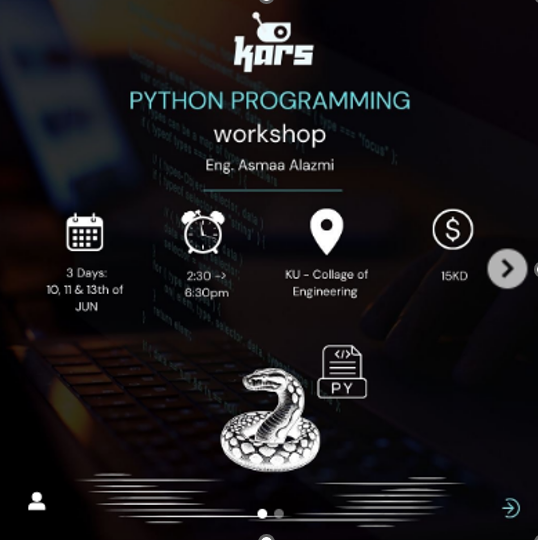 kars
PYTHON PROGRAMMING
workshop
Eng. Asmaa Alazmi
3 Days:
10, 11 & 13th of
JUN
2:30 ->
6:30pm
KU - Collage of
Engineering
15KD
</>
PY